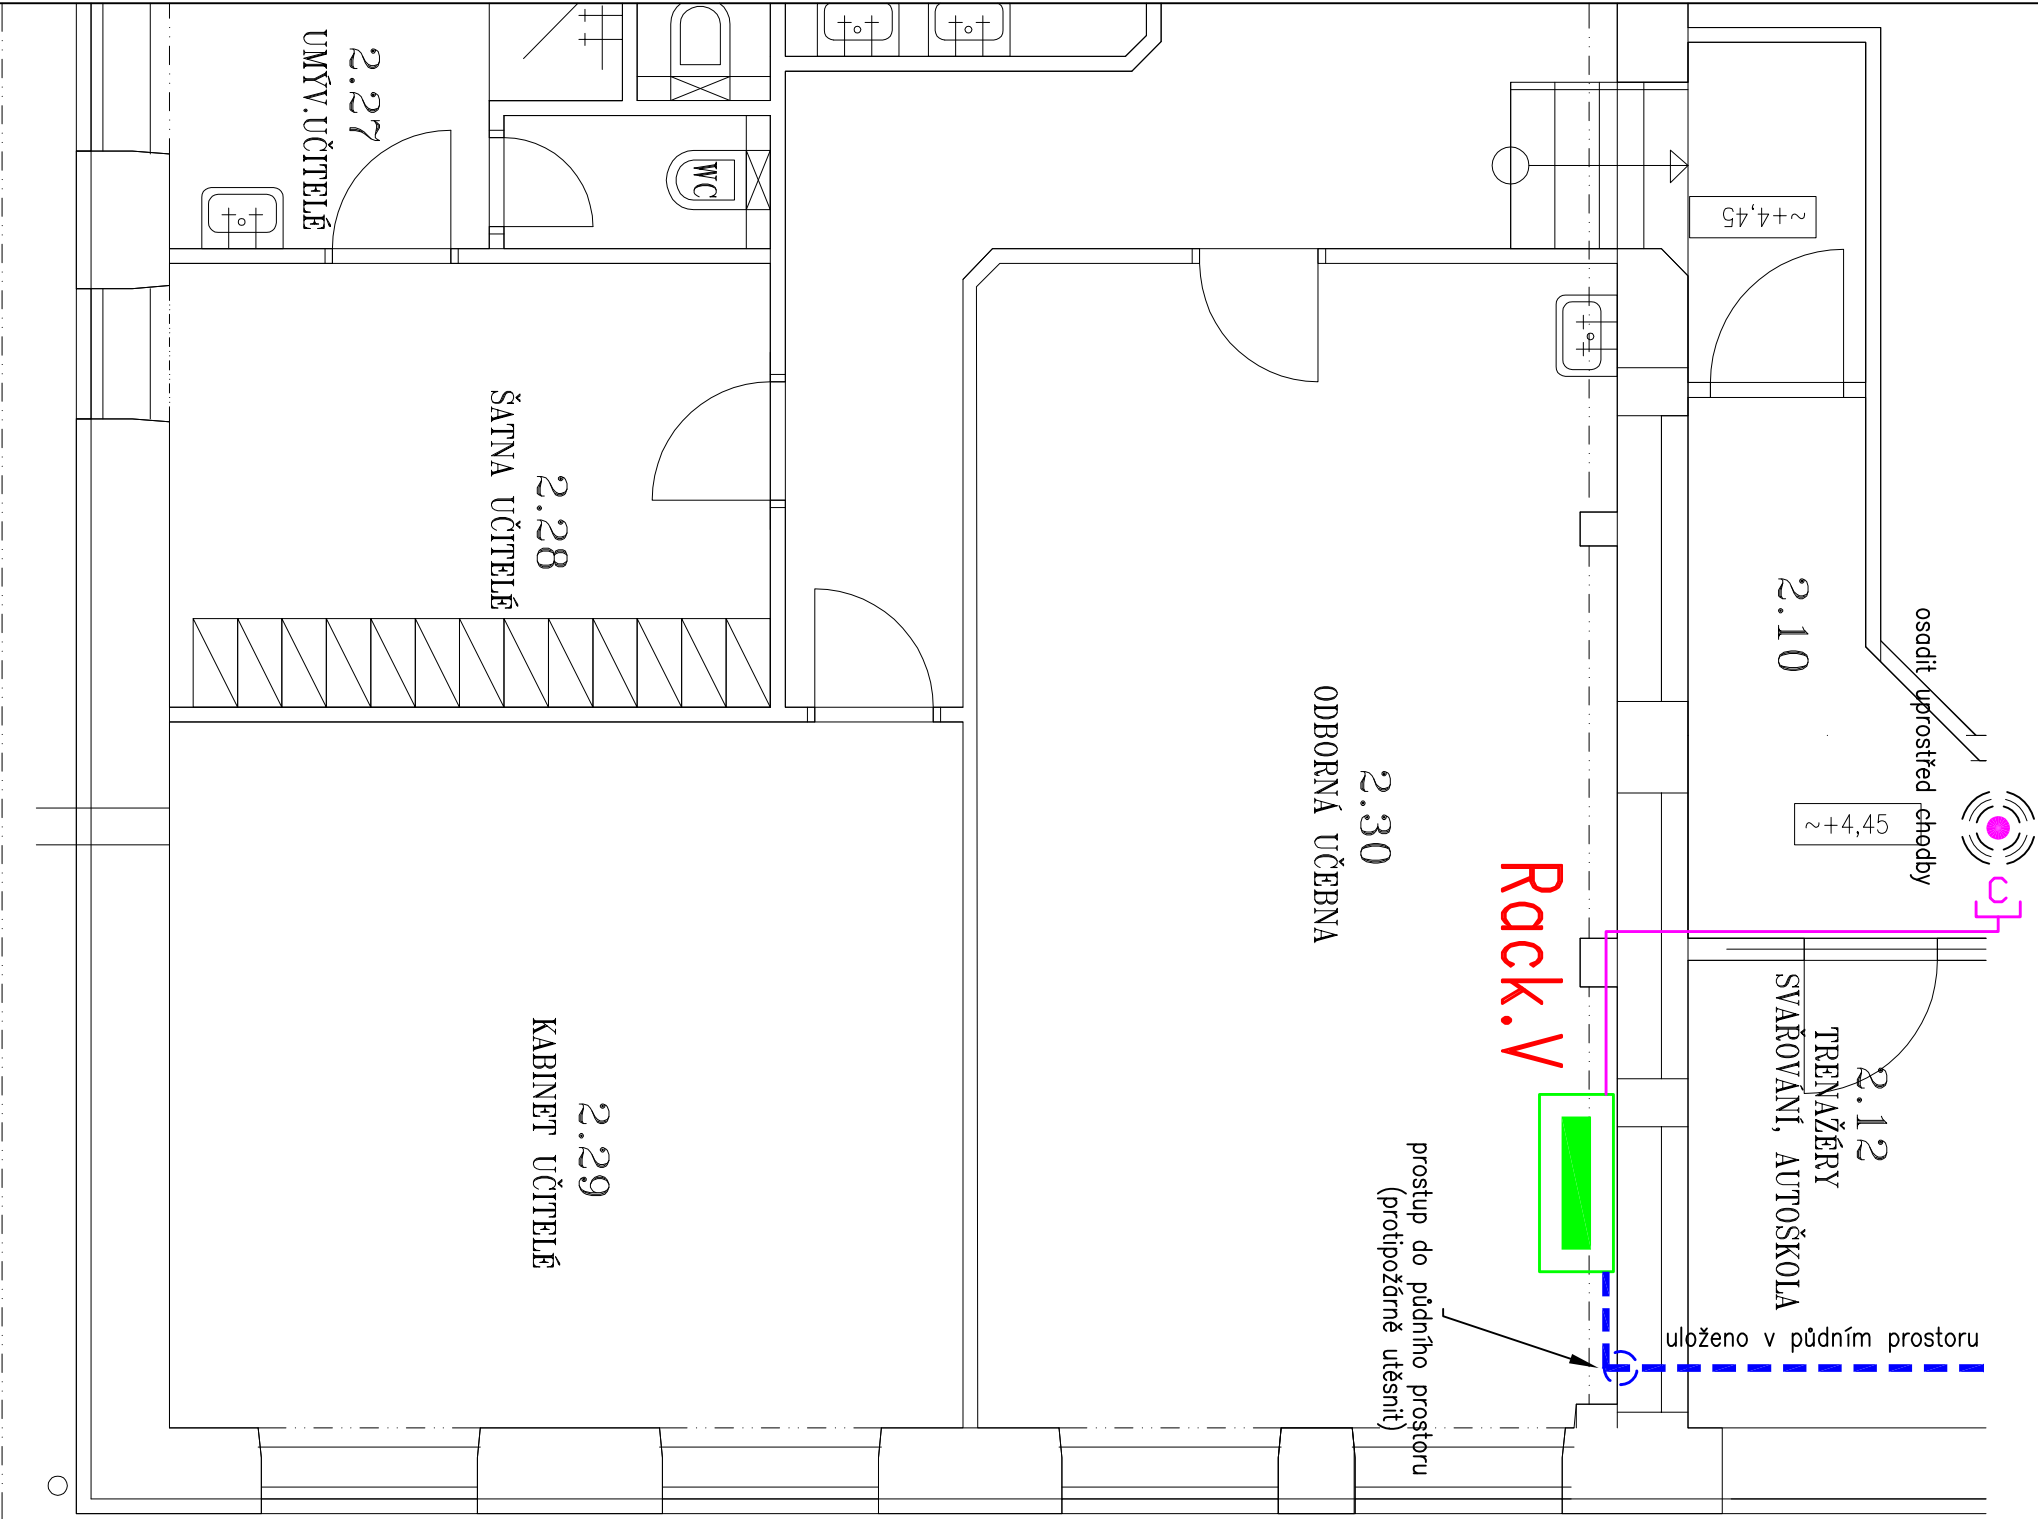 2.27
UMÝV.UČITELÉ
WC
~+4,45
2.28
ŠATNA UČITELÉ
2.10
osadit uprostřed chodby
~+4,45
C
2.30
ODBORNÁ UČEBNA
Rack.V
2.12
TRENAŽÉRY
SVAŘOVÁNÍ, AUTOŠKOLA
2.29
KABINET UČITELÉ
prostup do půdního prostoru
(protipožárně utěsnit)
uloženo v půdním prostoru